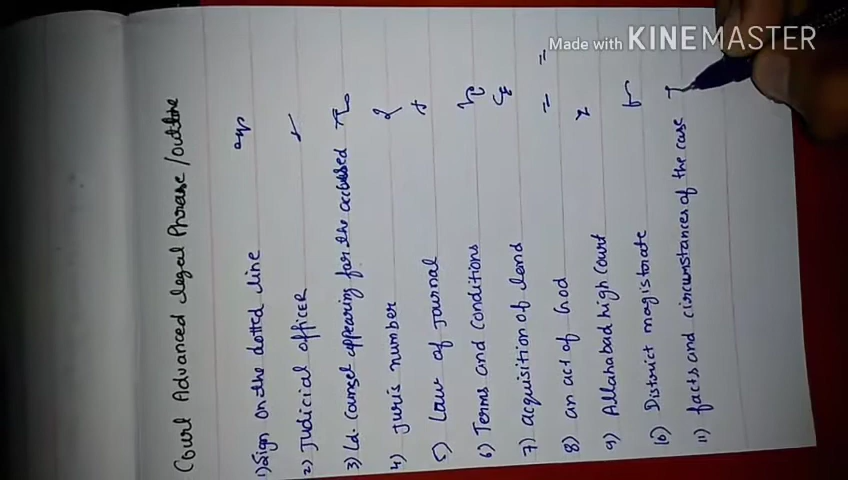 Made with KINEMASTER
Court Advanced legal Phrase/outline
1) Sign on the dotted line
2) Judicial officer
3) Ld. Counsel appearing for the accused
4) Juris number
5) Law of Journal
6) Terms and conditions
7) acquisition of land
8) an act of God
9) Allahabad high court
10) District magistrate
11) facts and circumstances of the case